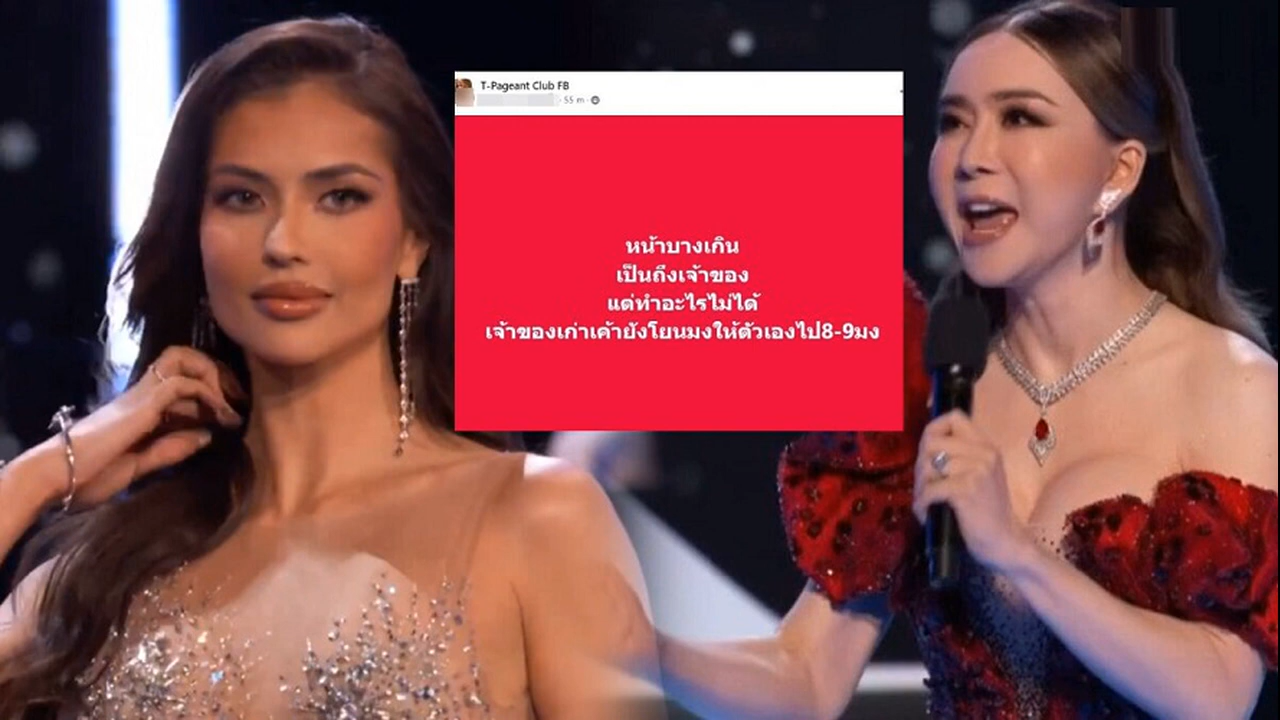 T-Pageant Club FB
· 55 m ·
หน้าบางเกิน
เป็นถึงเจ้าของ
แต่ทำอะไรไม่ได้
เจ้าของเก่าเค้ายังโยนมงให้ตัวเองไป8-9มง